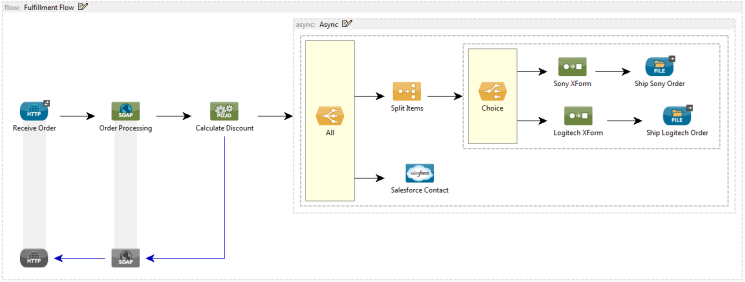 flow: Fulfillment Flow
async: Async
HTTP
Receive Order
SOAP
Order Processing
POJO
Calculate Discount
All
Split Items
Choice
Sony XForm
FILE
Ship Sony Order
Logitech XForm
FILE
Ship Logitech Order
salesforce
Salesforce Contact
HTTP
SOAP